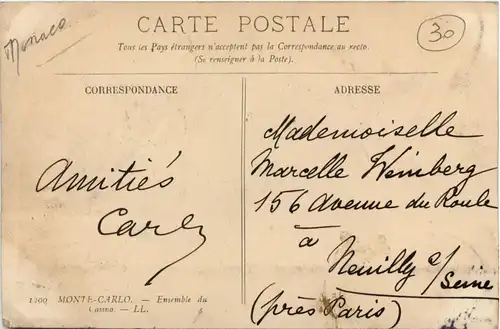 Monaco
CARTE POSTALE
30
Tous les Pays étrangers n'acceptent pas la Correspondance au recto.
(Se renseigner à la Poste).
CORRESPONDANCE
Amitiés
Carly
1209 MONTE-CARLO. — Ensemble du
Casino. — LL.
ADRESSE
Mademoiselle
Marcelle Weinberg
156 Avenue du Roule
à
Neuilly s/ Seine
(près Paris)